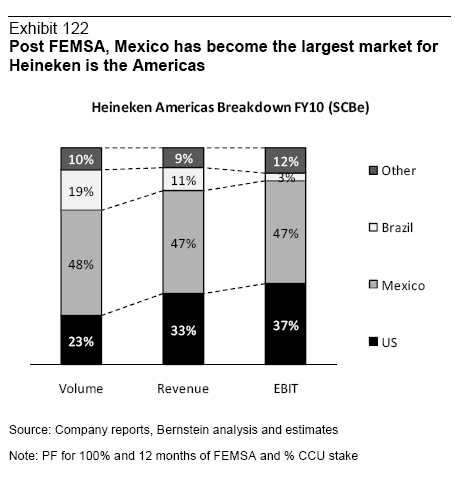 Exhibit 122
Post FEMSA, Mexico has become the largest market for
Heineken is the Americas
Heineken Americas Breakdown FY10 (SCBe)
10% 9% 12%
19% 11% 3%
48% 47% 47%
23% 33% 37%
Other
Brazil
Mexico
US
Volume Revenue EBIT
Source: Company reports, Bernstein analysis and estimates
Note: PF for 100% and 12 months of FEMSA and % CCU stake